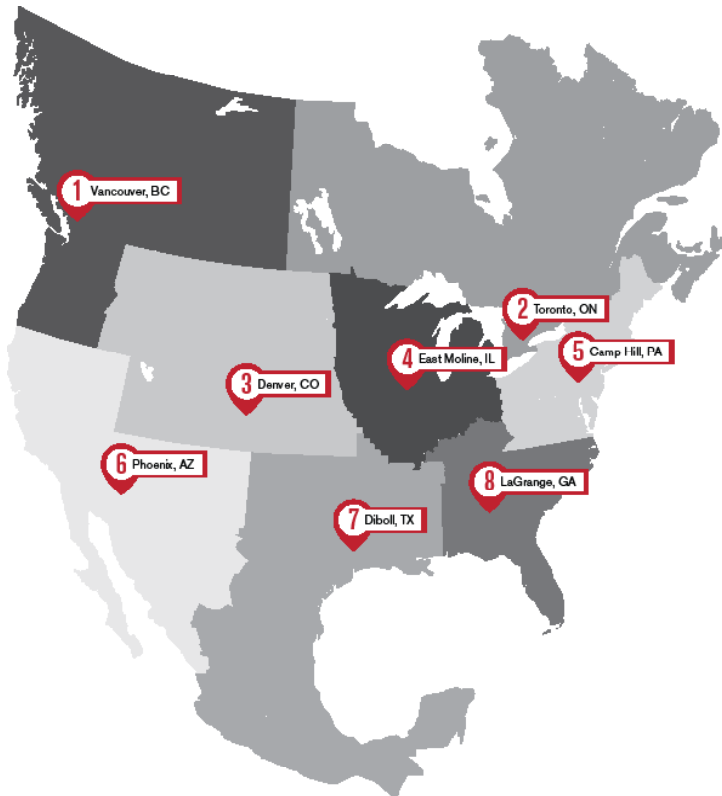 1 Vancouver, BC
2 Toronto, ON
3 Denver, CO
4 East Moline, IL
5 Camp Hill, PA
6 Phoenix, AZ
7 Diboll, TX
8 LaGrange, GA